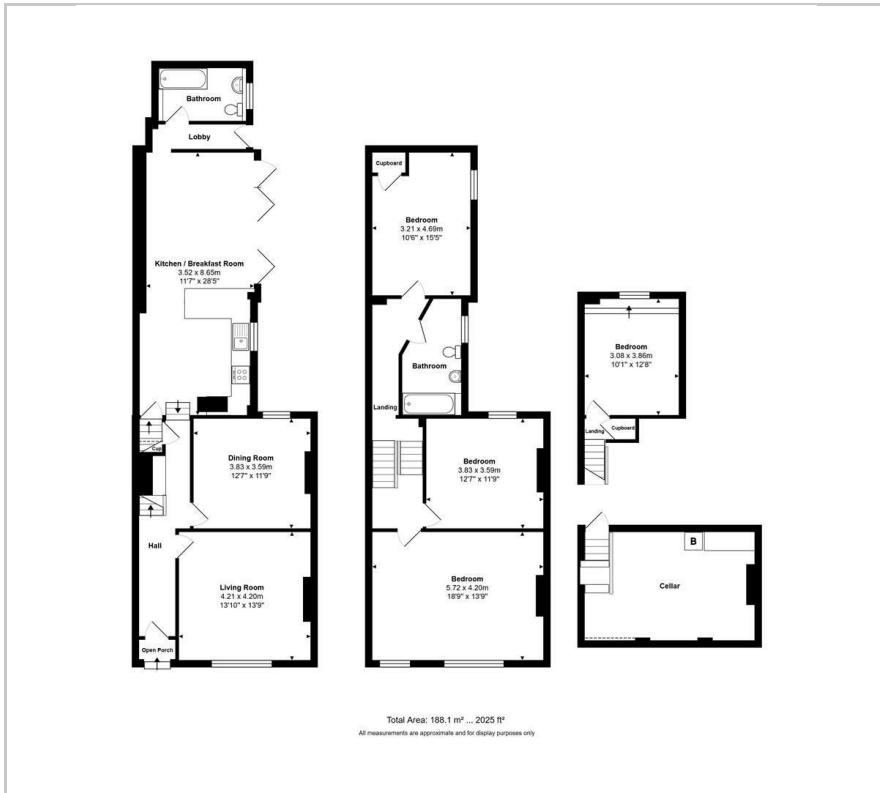 Bathroom
Lobby
Kitchen / Breakfast Room
3.52 x 8.65m
11'7" x 28'5"
Cup
Dining Room
3.83 x 3.59m
12'7" x 11'9"
Hall
Living Room
4.21 x 4.20m
13'10" x 13'9"
Open Porch
Cupboard
Bedroom
3.21 x 4.69m
10'6" x 15'5"
Bathroom
Landing
Bedroom
3.83 x 3.59m
12'7" x 11'9"
Bedroom
5.72 x 4.20m
18'9" x 13'9"
Bedroom
3.08 x 3.86m
10'1" x 12'8"
Landing
Cupboard
B
Cellar
Total Area: 188.1 m² ... 2025 ft²
All measurements are approximate and for display purposes only